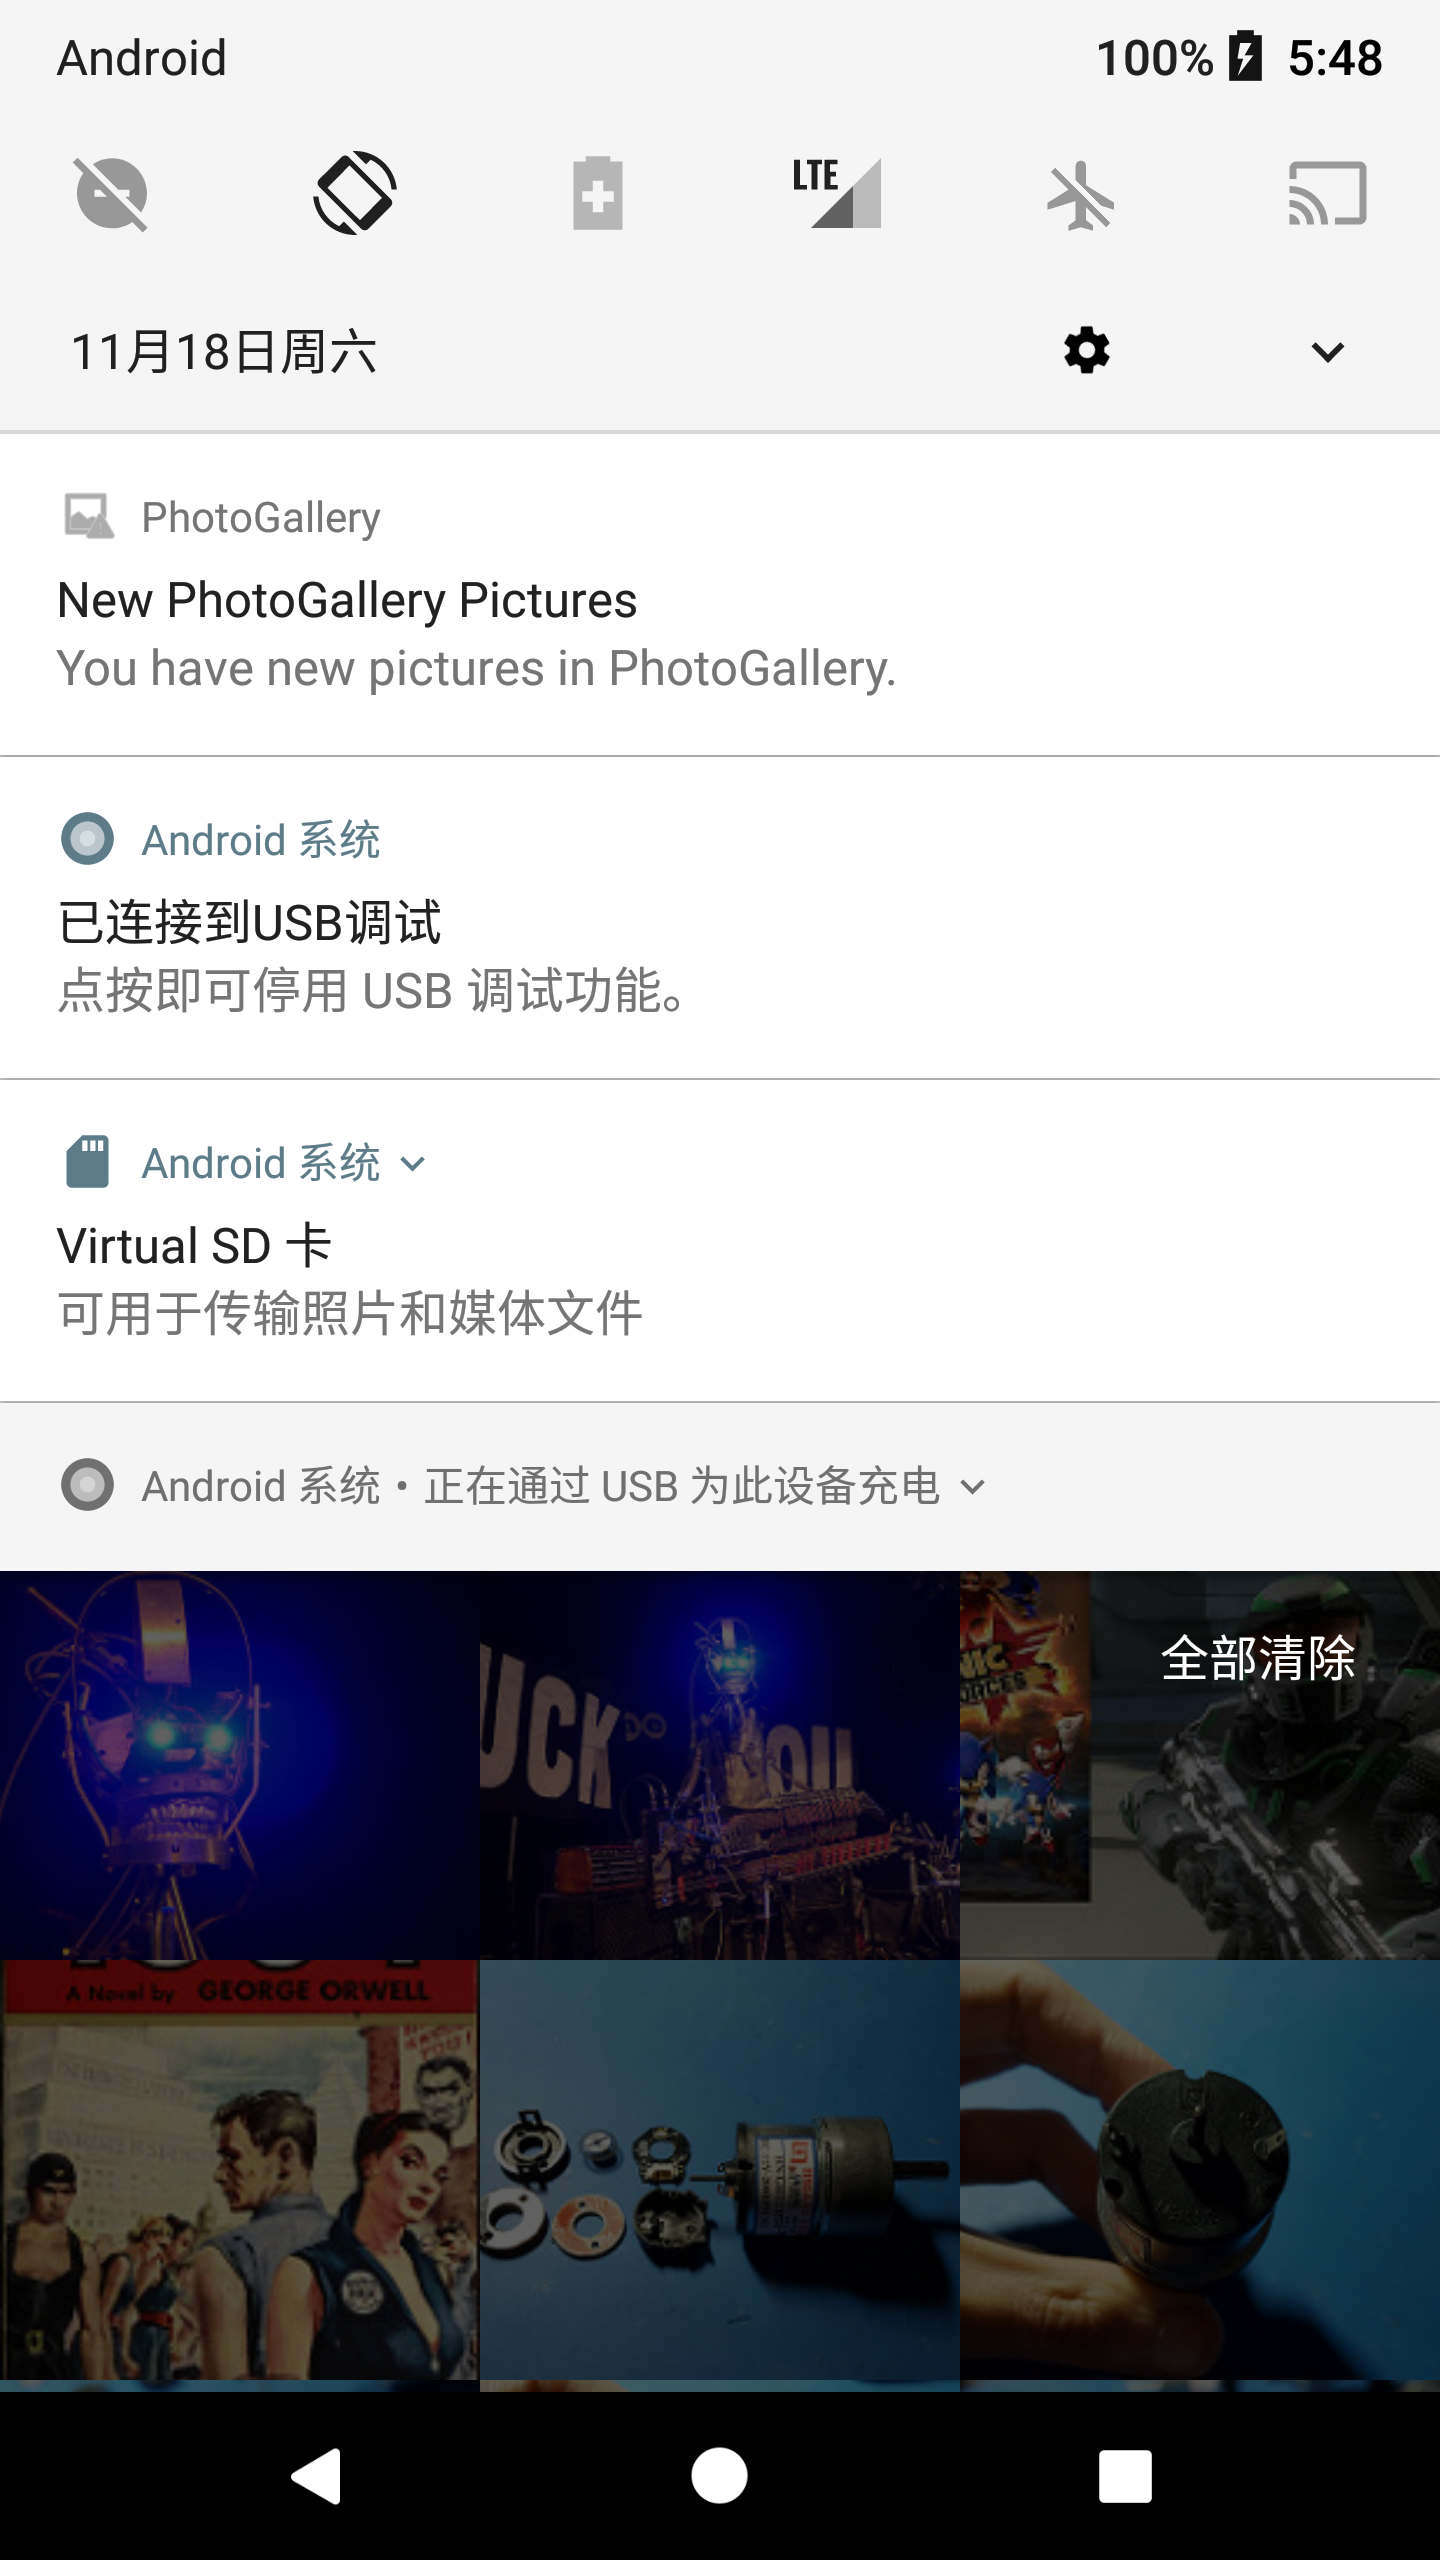 Android
100% 5:48
LTE
11月18日周六
PhotoGallery
New PhotoGallery Pictures
You have new pictures in PhotoGallery.
Android 系统
已连接到USB调试
点按即可停用 USB 调试功能。
Android 系统
Virtual SD 卡
可用于传输照片和媒体文件
Android 系统 • 正在通过 USB 为此设备充电
全部清除
UCK
OU
A Novel by GEORGE ORWELL